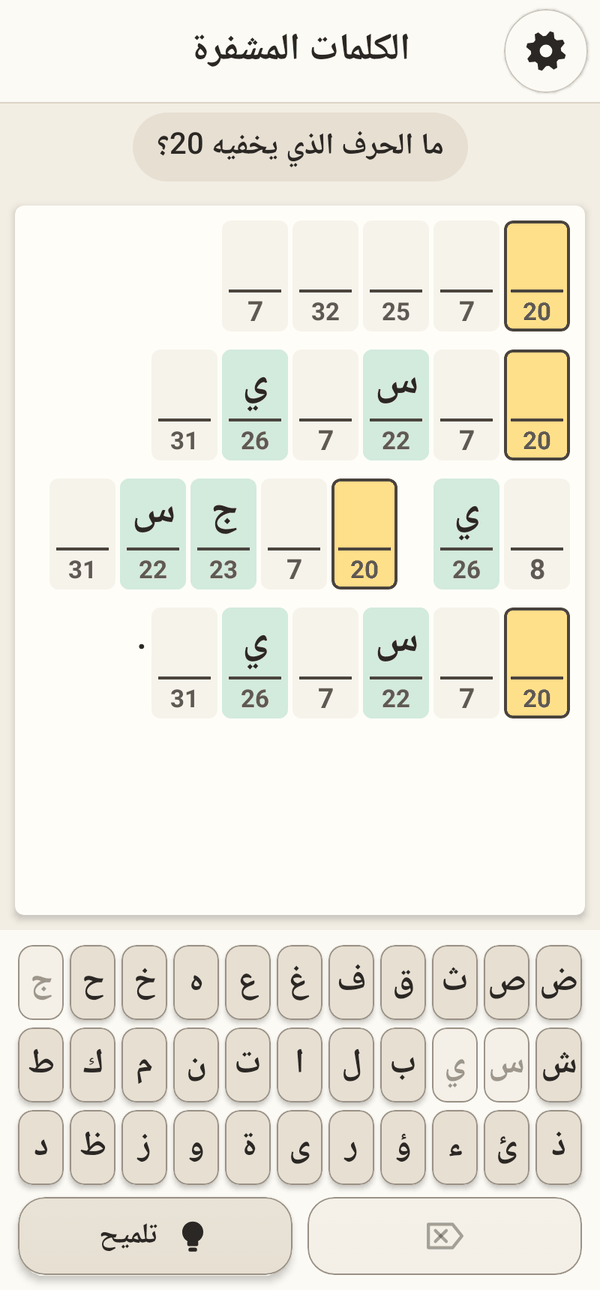 الكلمات المشفرة
ما الحرف الذي يخفيه 20؟
20 7 25 32 7
س ي
20 7 22 7 26 31
ي ج س
8 26 20 7 23 22 31
س ي .
20 7 22 7 26 31
ض ص ث ق ف غ ع ه خ ح ج
ش س ي ب ل ا ت ن م ك ط
ذ ئ ء ؤ ر ى ة و ز ظ د
تلميح